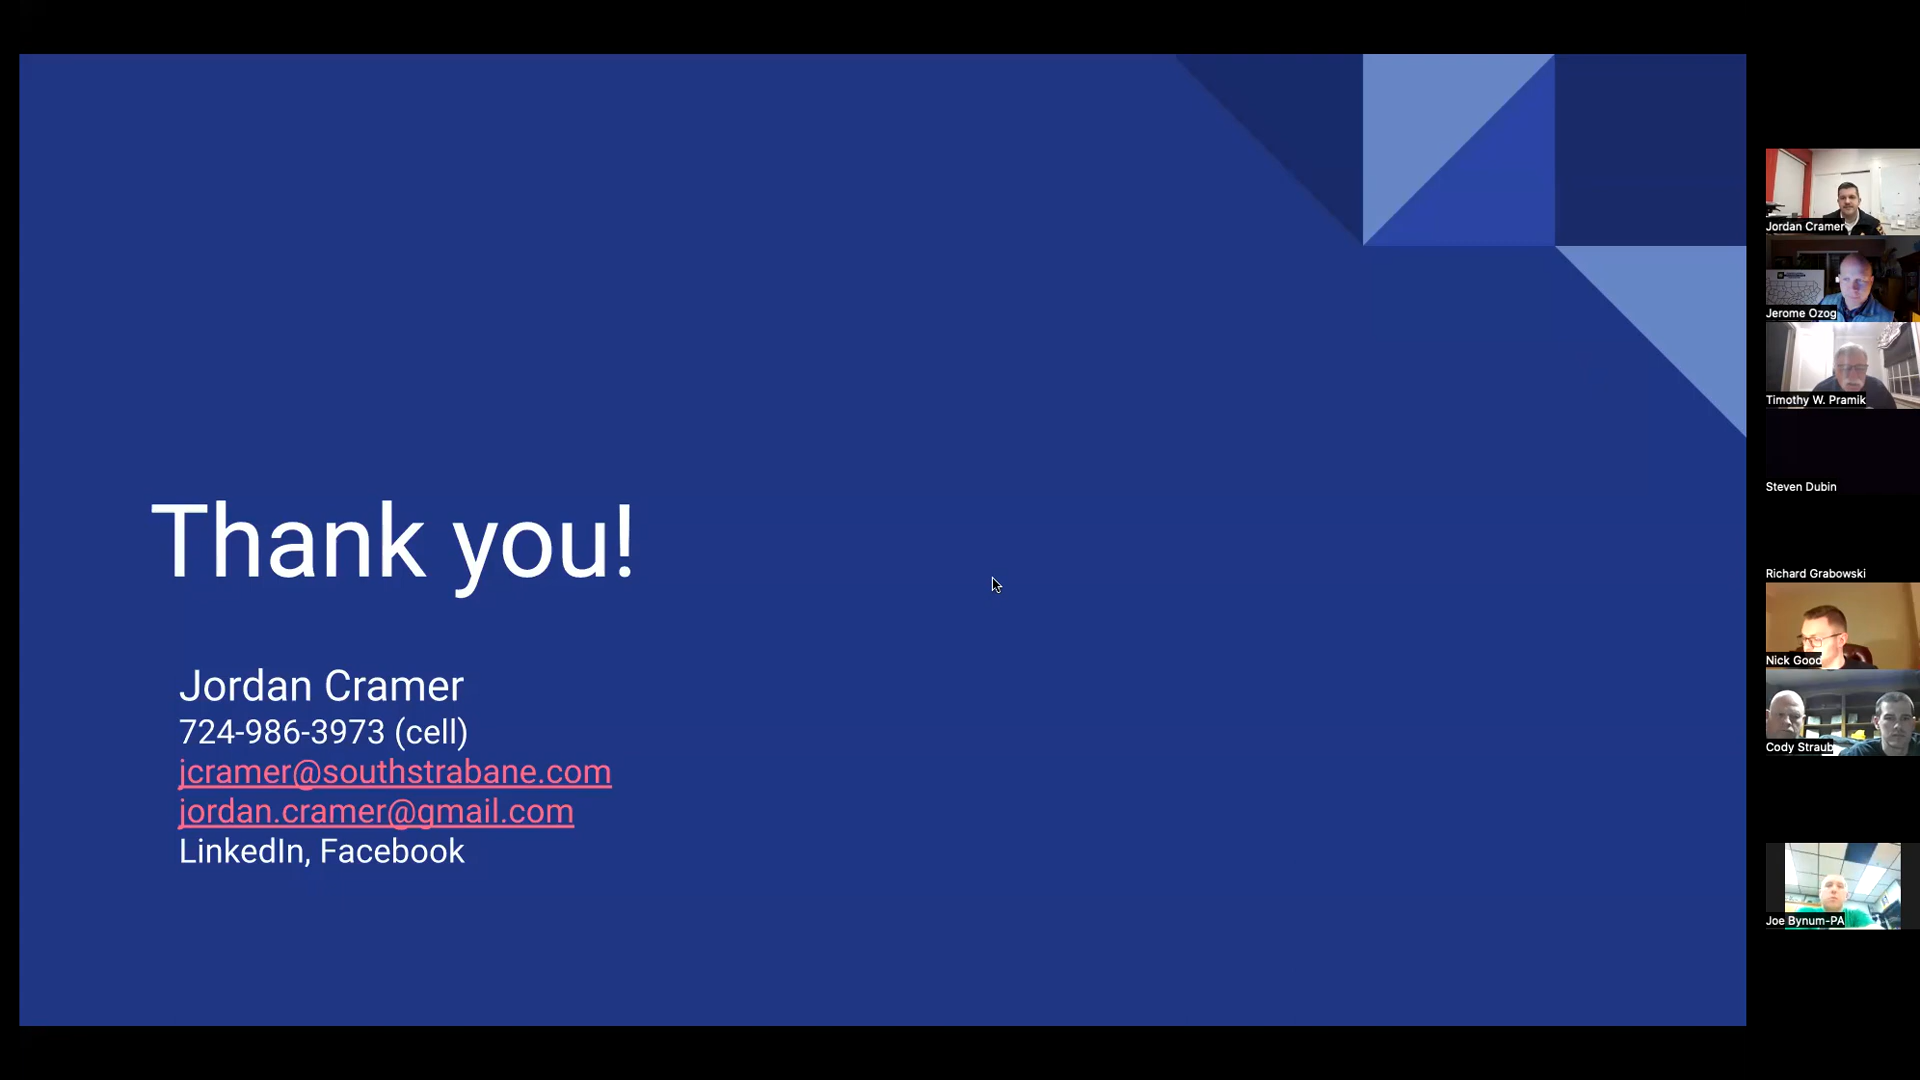 Thank you!
Jordan Cramer
724-986-3973 (cell)
jcramer@southstrabane.com
jordan.cramer@gmail.com
LinkedIn, Facebook
Jordan Cramer
Jerome Ozog
Timothy W. Pramik
Steven Dubin
Richard Grabowski
Nick Good
Cody Straub
Joe Bynum-PA